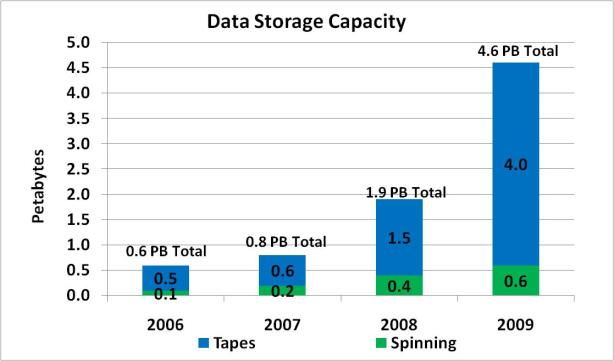 Data Storage Capacity
Petabytes
5.0
4.5
4.0
3.5
3.0
2.5
2.0
1.5
1.0
0.5
0.0
0.6 PB Total
0.5
0.1
0.8 PB Total
0.6
0.2
1.9 PB Total
1.5
0.4
4.6 PB Total
4.0
0.6
2006 2007 2008 2009
Tapes Spinning